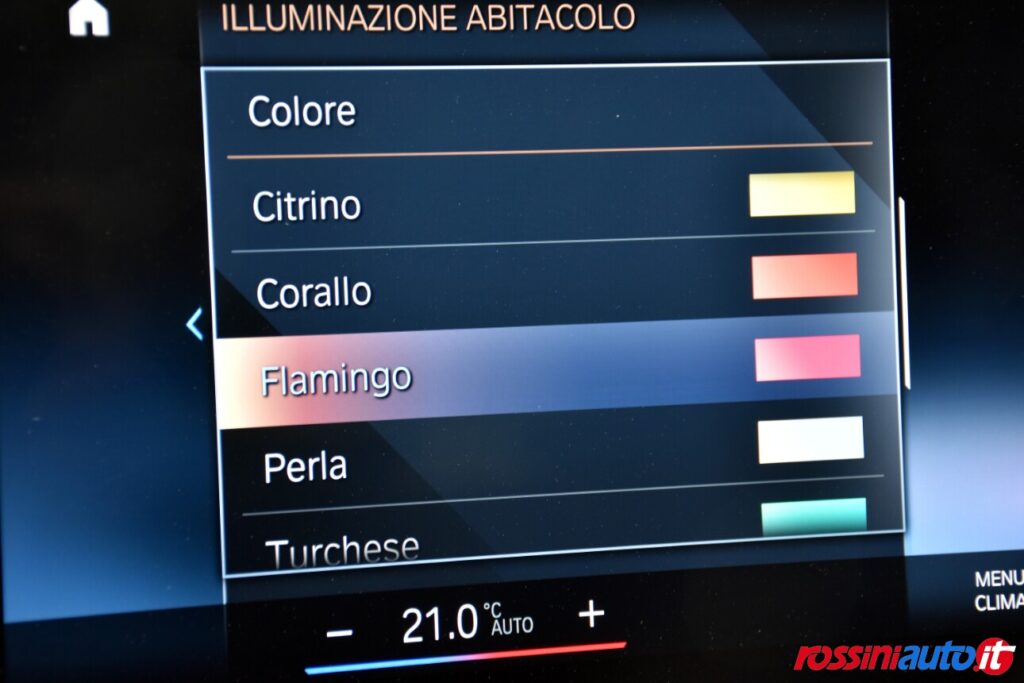 ILLUMINAZIONE ABITACOLO
Colore
Citrino
Corallo
Flamingo
Perla
Turchese
− 21.0 °C AUTO +
MENU
CLIMA
rossiniauto.it